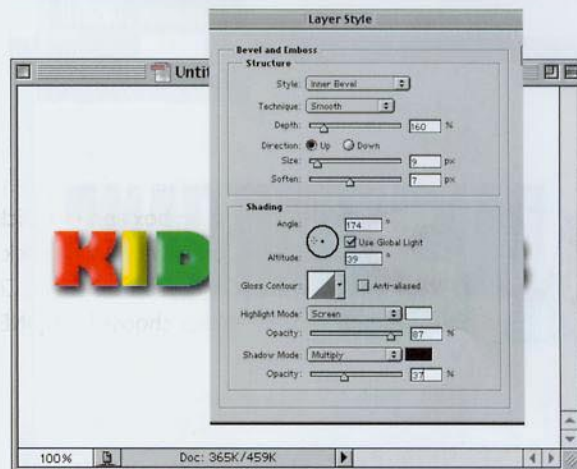 Layer Style
Bevel and Emboss
Structure
Style: Inner Bevel
Technique: Smooth
Depth: 160 %
Direction: Up Down
Size: 9 px
Soften: 7 px
Shading
Angle: 174 °
Use Global Light
Altitude: 39 °
Gloss Contour: Anti-aliased
Highlight Mode: Screen
Opacity: 87 %
Shadow Mode: Multiply
Opacity: 37 %
Untit
KID
100% Doc: 365K/459K